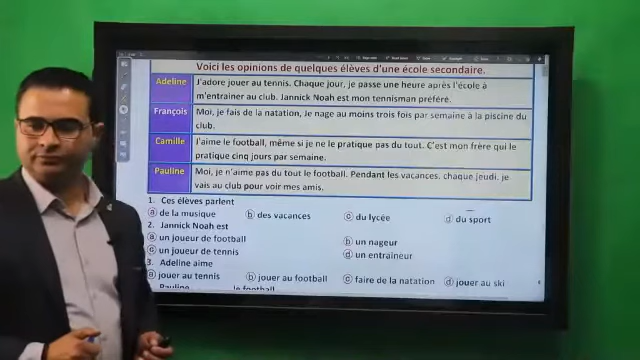 Voici les opinions de quelques élèves d'une école secondaire.
Adeline
J'adore jouer au tennis. Chaque jour, je passe une heure après l'école à
m'entrainer au club. Jannick Noah est mon tennisman préféré.
François
Moi, je fais de la natation, Je nage au moins trois fois par semaine à la piscine du
club.
Camille
J'aime le football, même si je ne le pratique pas du tout. C'est mon frère qui le
pratique cinq jours par semaine.
Pauline
Moi, je n'aime pas du tout le football. Pendant les vacances, chaque jeudi, je
vais au club pour voir mes amis.
1. Ces élèves parlent
a de la musique b des vacances c du lycée d du sport
2. Jannick Noah est
a un joueur de football b un nageur
c un joueur de tennis d un entraineur
3. Adeline aime
a jouer au tennis b jouer au football c faire de la natation d jouer au ski
Pauline le football.